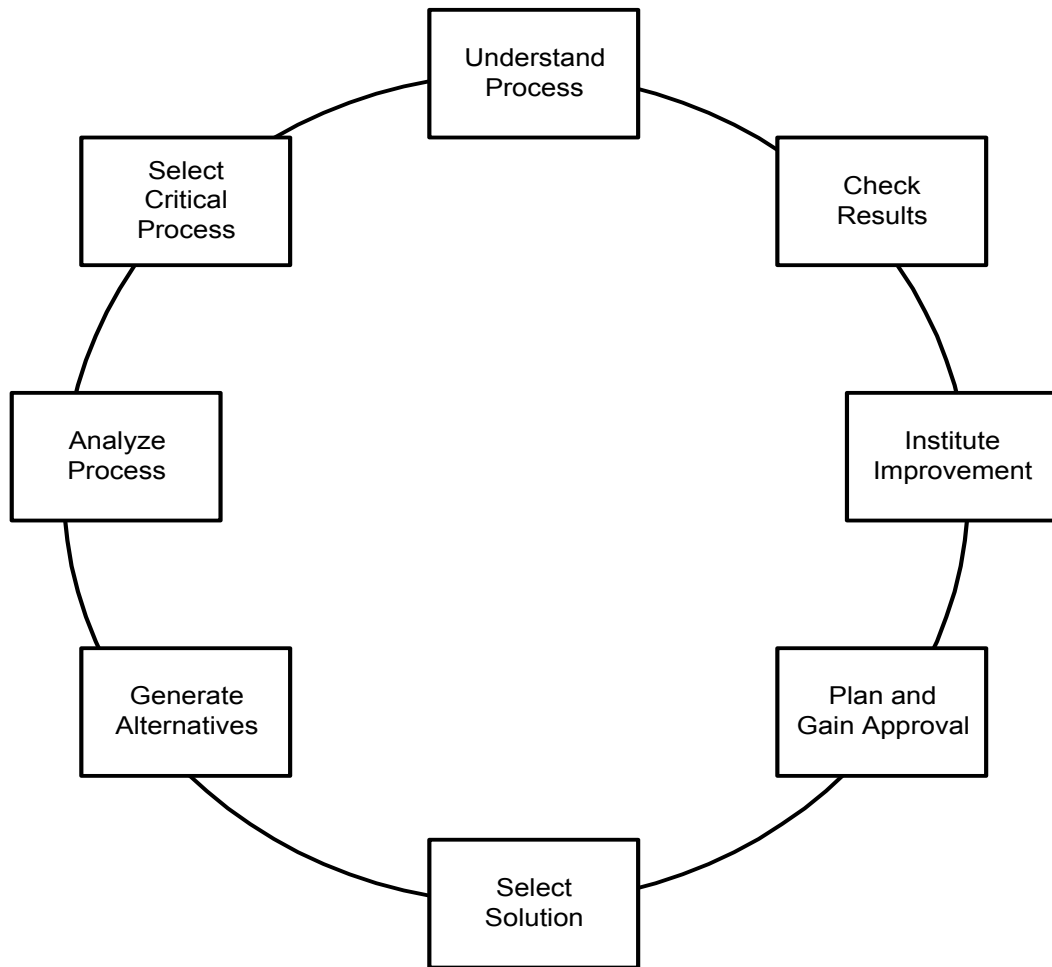 Understand
Process
Select
Critical
Process
Check
Results
Analyze
Process
Institute
Improvement
Generate
Alternatives
Plan and
Gain Approval
Select
Solution